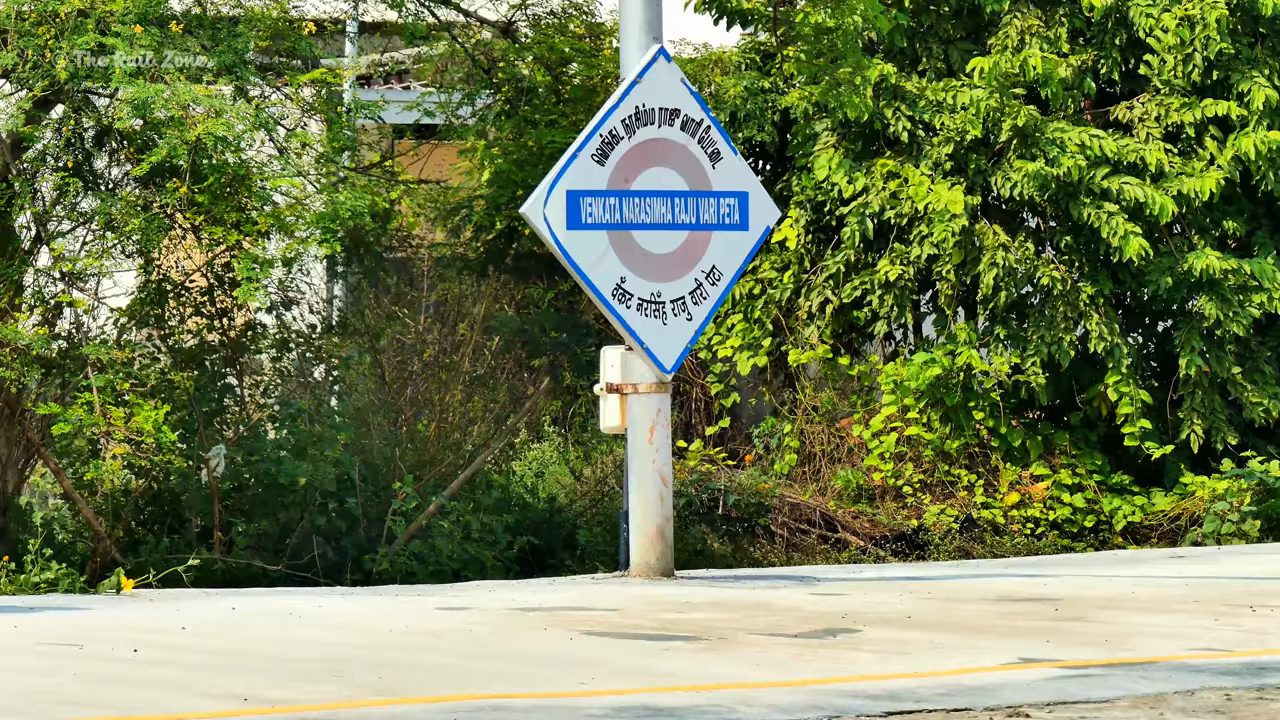 © The Rail Zone
வெங்கட நரசிம்ம ராஜு வாரி பேட்டை
VENKATA NARASIMHA RAJU VARI PETA
वेंकट नरसिँह राजु वारी पेटा